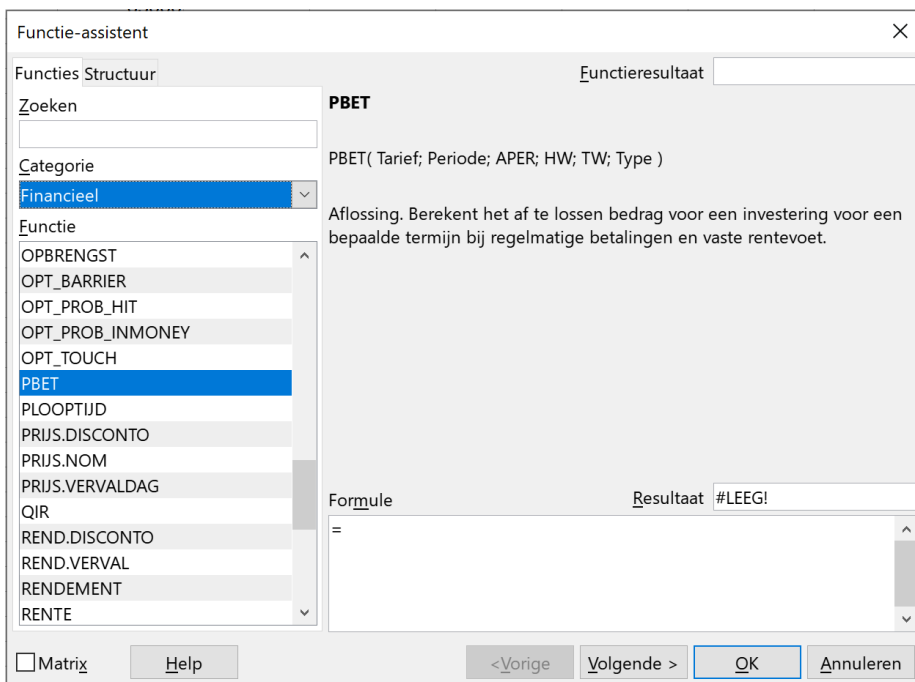 Functie-assistent
Functies Structuur
Functieresultaat
Zoeken
PBET
PBET( Tarief; Periode; APER; HW; TW; Type )
Categorie
Financieel
Aflossing. Berekent het af te lossen bedrag voor een investering voor een
bepaalde termijn bij regelmatige betalingen en vaste rentevoet.
Functie
OPBRENGST
OPT_BARRIER
OPT_PROB_HIT
OPT_PROB_INMONEY
OPT_TOUCH
PBET
PLOOPTIJD
PRIJS.DISCONTO
PRIJS.NOM
PRIJS.VERVALDAG
QIR
REND.DISCONTO
REND.VERVAL
RENDEMENT
RENTE
Formule
Resultaat #LEEG!
=
Matrix
Help
<Vorige
Volgende >
OK
Annuleren